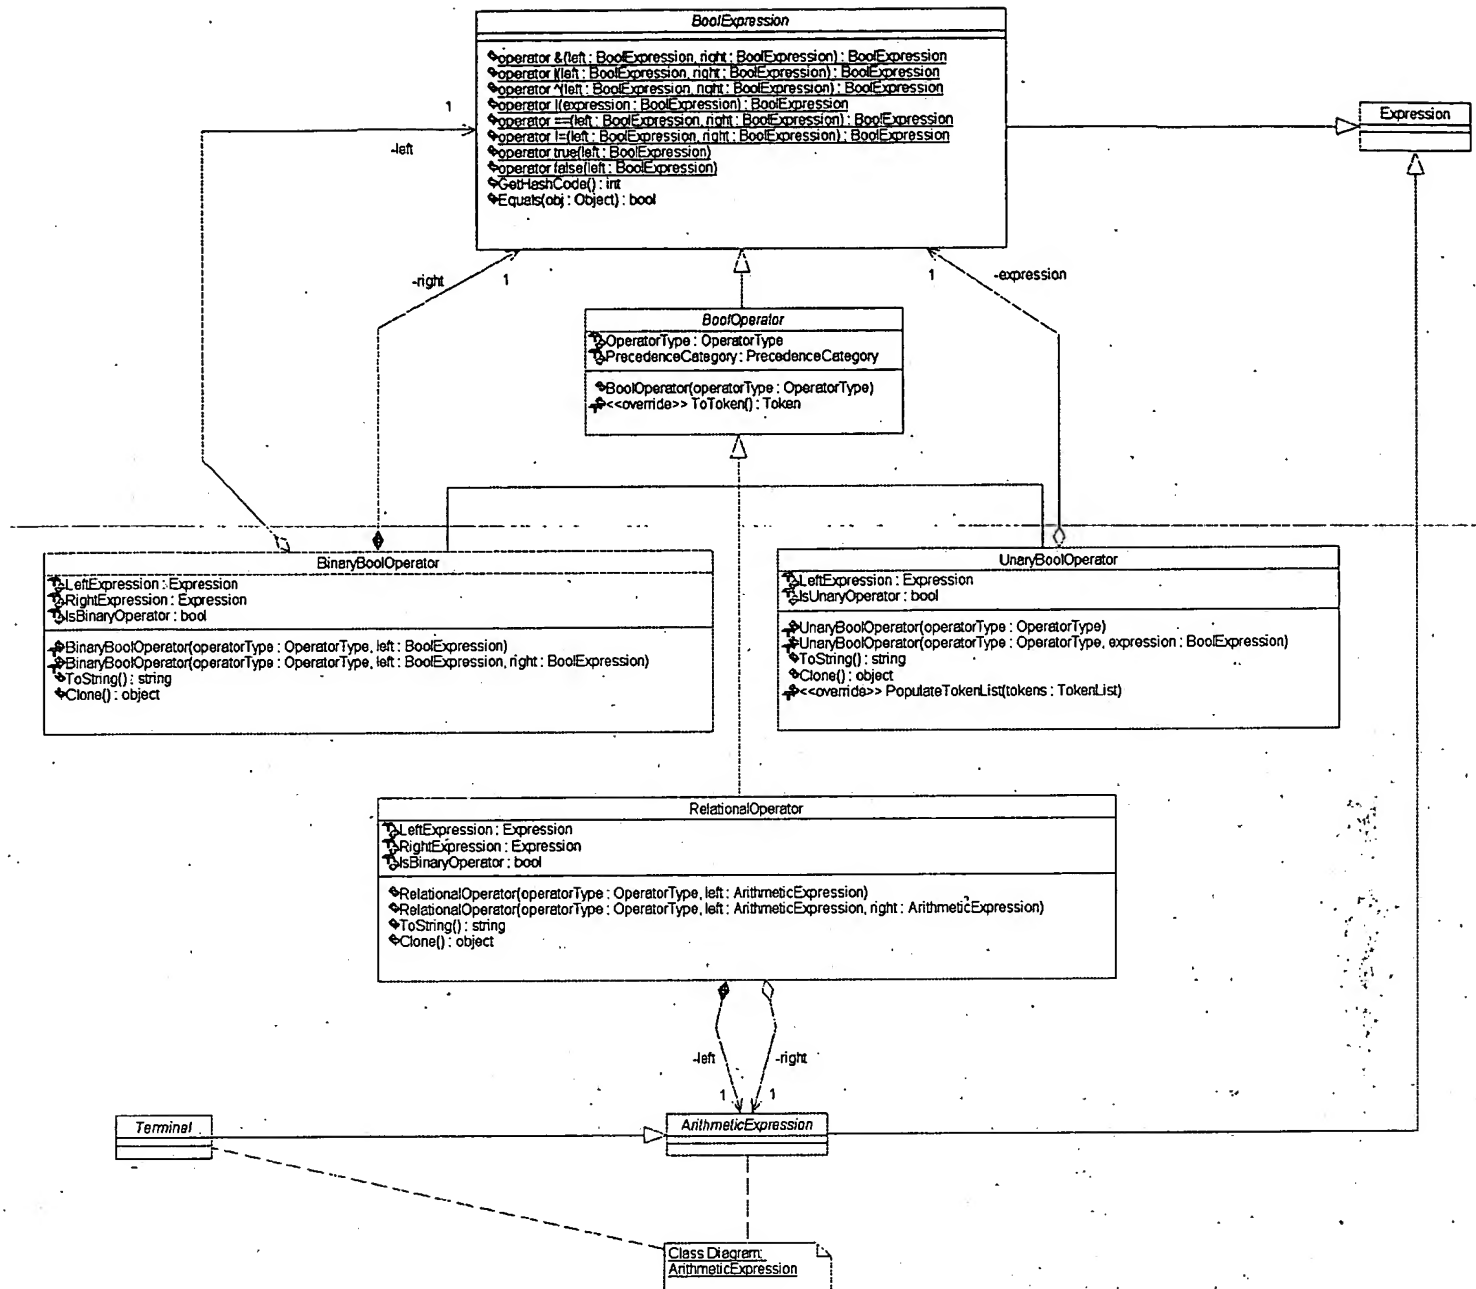 BoolExpression
operator &(left : BoolExpression, right : BoolExpression) : BoolExpression
operator |(left : BoolExpression, right : BoolExpression) : BoolExpression
operator ^(left : BoolExpression, right : BoolExpression) : BoolExpression
operator !(expression : BoolExpression) : BoolExpression
operator ==(left : BoolExpression, right : BoolExpression) : BoolExpression
operator !=(left : BoolExpression, right : BoolExpression) : BoolExpression
operator true(left : BoolExpression)
operator false(left : BoolExpression)
GetHashCode() : int
Equals(obj : Object) : bool
Expression
1
-left
-right
1
1
-expression
BoolOperator
OperatorType : OperatorType
PrecedenceCategory : PrecedenceCategory
BoolOperator(operatorType : OperatorType)
<<override>> ToToken() : Token
BinaryBoolOperator
LeftExpression : Expression
RightExpression : Expression
IsBinaryOperator : bool
BinaryBoolOperator(operatorType : OperatorType, left : BoolExpression)
BinaryBoolOperator(operatorType : OperatorType, left : BoolExpression, right : BoolExpression)
ToString() : string
Clone() : object
UnaryBoolOperator
LeftExpression : Expression
IsUnaryOperator : bool
UnaryBoolOperator(operatorType : OperatorType)
UnaryBoolOperator(operatorType : OperatorType, expression : BoolExpression)
ToString() : string
Clone() : object
<<override>> PopulateTokenList(tokens : TokenList)
RelationalOperator
LeftExpression : Expression
RightExpression : Expression
IsBinaryOperator : bool
RelationalOperator(operatorType : OperatorType, left : ArithmeticExpression)
RelationalOperator(operatorType : OperatorType, left : ArithmeticExpression, right : ArithmeticExpression)
ToString() : string
Clone() : object
-left
-right
1
1
Terminal
ArithmeticExpression
Class Diagram:
ArithmeticExpression